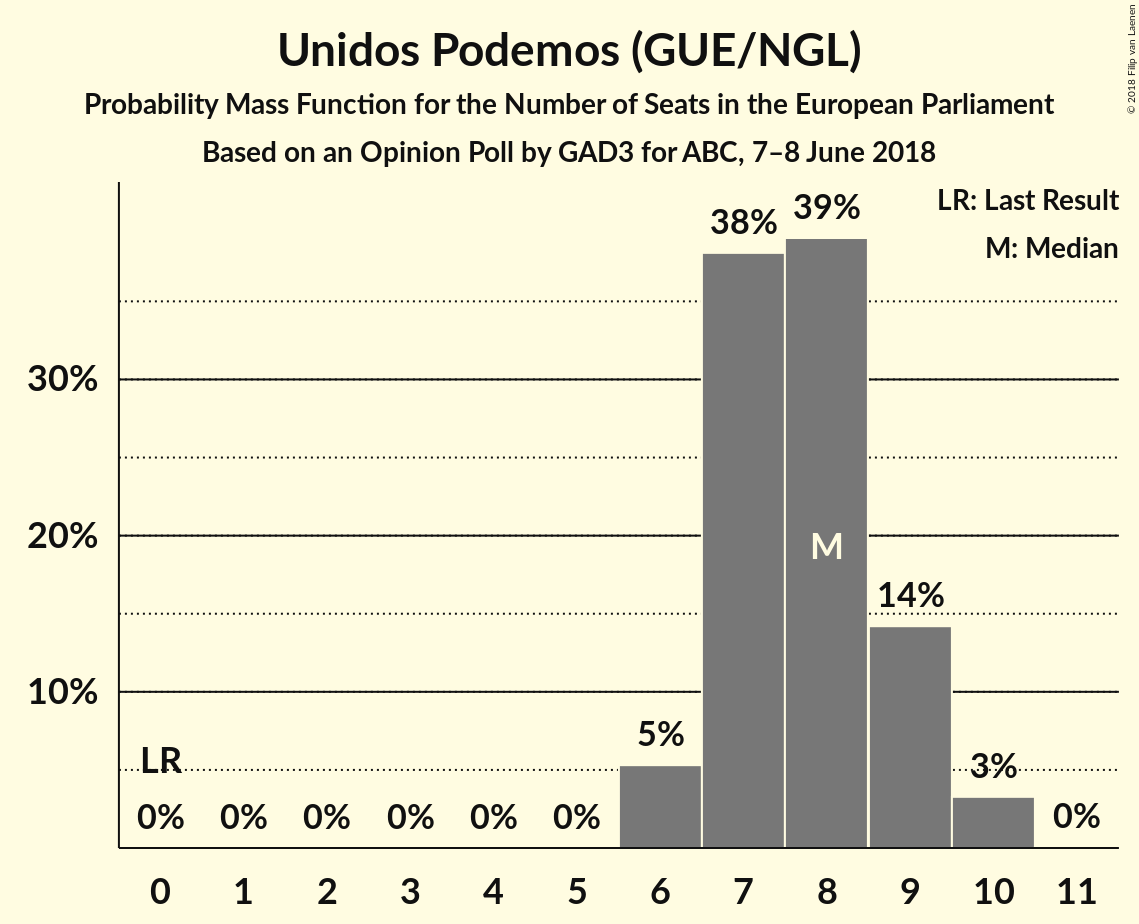 Unidos Podemos (GUE/NGL)
Probability Mass Function for the Number of Seats in the European Parliament
Based on an Opinion Poll by GAD3 for ABC, 7–8 June 2018
© 2018 Filip van Laenen
LR: Last Result
M: Median
38% 39%
30%
20%
M
14%
10%
5%
LR
3%
0% 0% 0% 0% 0% 0% 0%
0 1 2 3 4 5 6 7 8 9 10 11